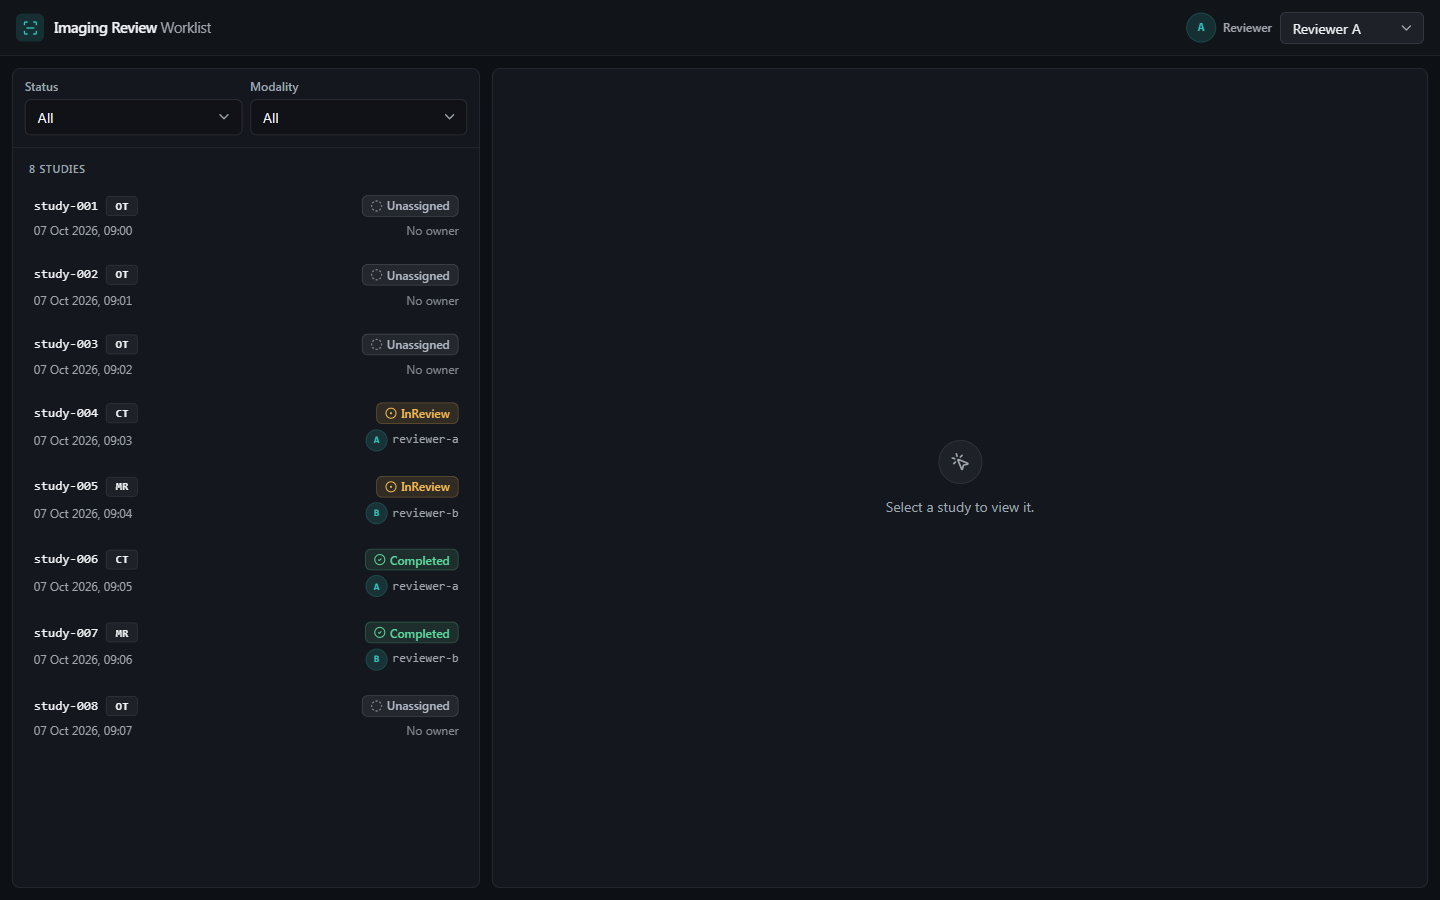 Imaging Review Worklist
A Reviewer Reviewer A
Status Modality
All All
8 STUDIES
study-001 OT Unassigned
07 Oct 2026, 09:00 No owner
study-002 OT Unassigned
07 Oct 2026, 09:01 No owner
study-003 OT Unassigned
07 Oct 2026, 09:02 No owner
study-004 CT InReview
07 Oct 2026, 09:03 A reviewer-a
study-005 MR InReview
07 Oct 2026, 09:04 B reviewer-b
study-006 CT Completed
07 Oct 2026, 09:05 A reviewer-a
study-007 MR Completed
07 Oct 2026, 09:06 B reviewer-b
study-008 OT Unassigned
07 Oct 2026, 09:07 No owner
Select a study to view it.